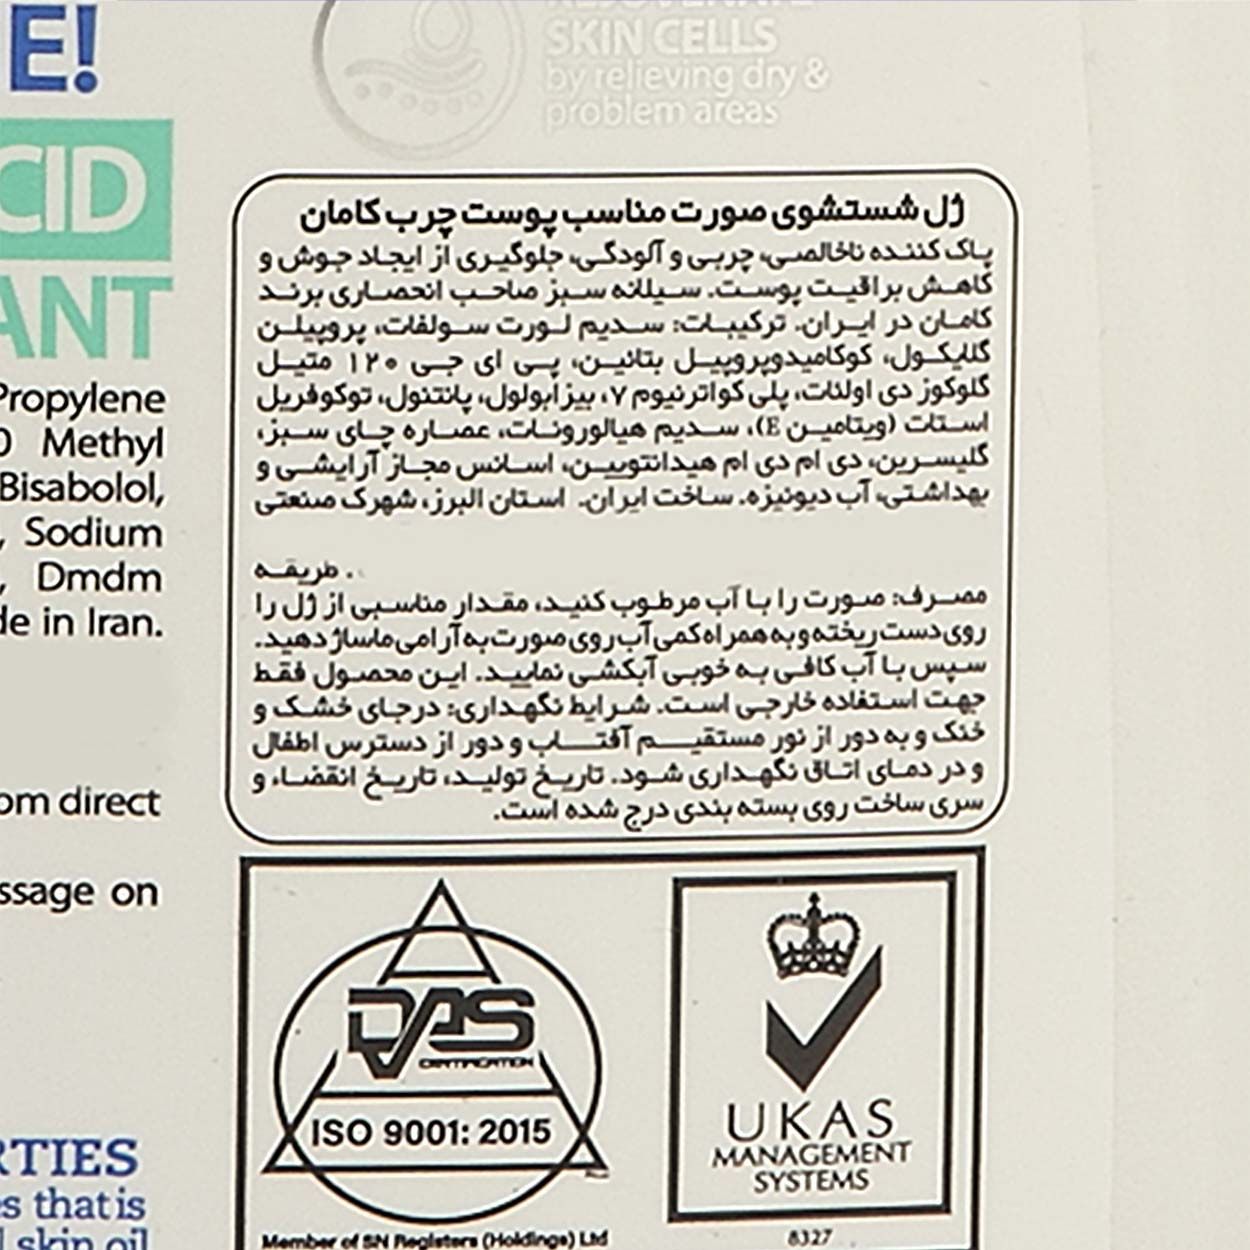 E!
CID
ANT
Propylene
0 Methyl
Bisabolol,
, Sodium
, Dmdm
de in Iran.
om direct
ssage on
RTIES
es that is
l skin oil
SKIN CELLS
by relieving dry &
problem areas
ژل شستشوی صورت مناسب پوست چرب کامان
پاک کننده ناخالصی، چربی و آلودگی، جلوگیری از ایجاد جوش و
کاهش براقیت پوست. سیلانه سبز صاحب انحصاری برند
کامان در ایران. ترکیبات: سدیم لورت سولفات، پروپیلن
گلایکول، کوکامیدوپروپیل بتائین، پی ای جی ۱۲۰ متیل
گلوکوز دی اولئات، پلی کواترنیوم ۷، بیزابولول، پانتنول، توکوفریل
استات (ویتامین E)، سدیم هیالورونات، عصاره چای سبز،
گلیسرین، دی ام دی ام هیدانتویین، اسانس مجاز آرایشی و
بهداشتی، آب دیونیزه. ساخت ایران. استان البرز، شهرک صنعتی
. طریقه
مصرف: صورت را با آب مرطوب کنید، مقدار مناسبی از ژل را
روی دست ریخته و به همراه کمی آب روی صورت به آرامی ماساژ دهید.
سپس با آب کافی به خوبی آبکشی نمایید. این محصول فقط
جهت استفاده خارجی است. شرایط نگهداری: درجای خشک و
خنک و به دور از نور مستقیم آفتاب و دور از دسترس اطفال
و در دمای اتاق نگهداری شود. تاریخ تولید، تاریخ انقضاء و
سری ساخت روی بسته بندی درج شده است.
DAS
CERTIFICATION
ISO 9001: 2015
Member of SN Registers (Holdings) Ltd
UKAS
MANAGEMENT
SYSTEMS
8327